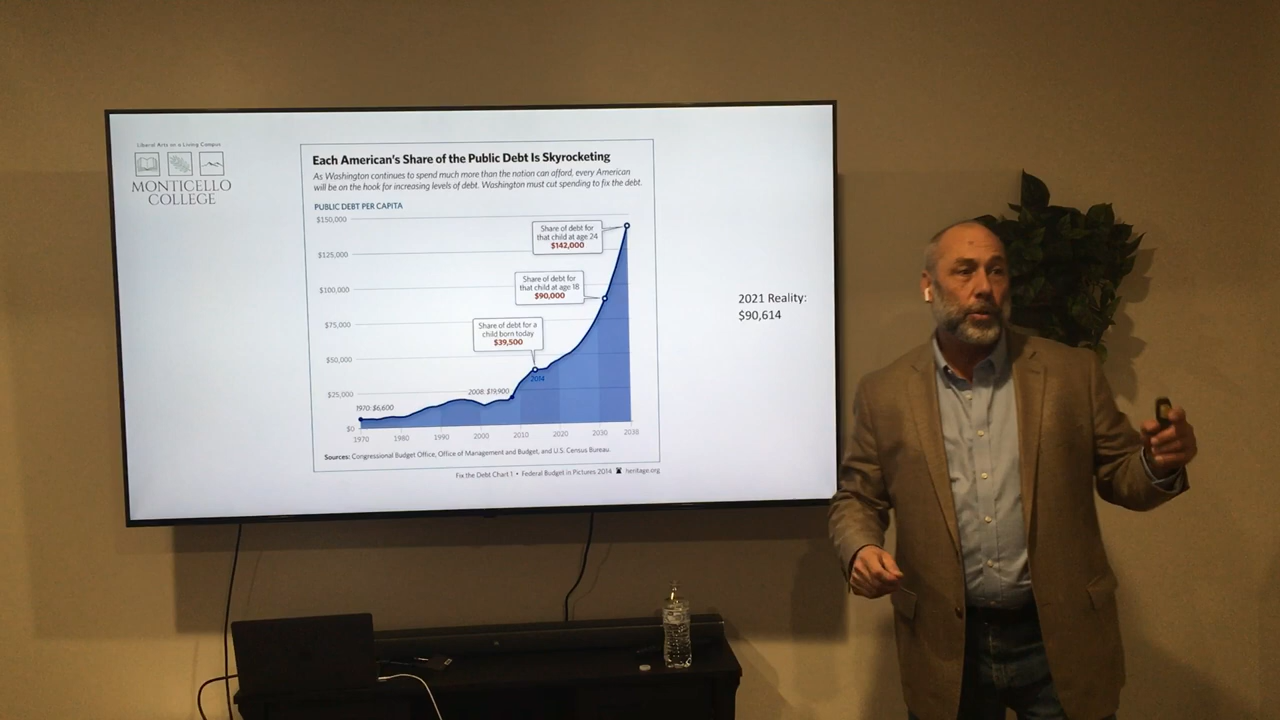 Liberal Arts on a Living Campus
MONTICELLO
COLLEGE
Each American's Share of the Public Debt Is Skyrocketing
As Washington continues to spend much more than the nation can afford, every American
will be on the hook for increasing levels of debt. Washington must cut spending to fix the debt.
PUBLIC DEBT PER CAPITA
$150,000
$125,000
$100,000
$75,000
$50,000
$25,000
$0
Share of debt for
that child at age 24
$142,000
Share of debt for
that child at age 18
$90,000
Share of debt for a
child born today
$39,500
2014
2008: $19,900
1970: $6,600
1970
1980
1990
2000
2010
2020
2030
2038
Sources: Congressional Budget Office, Office of Management and Budget, and U.S. Census Bureau.
Fix the Debt Chart 1 • Federal Budget in Pictures 2014 heritage.org
2021 Reality:
$90,614